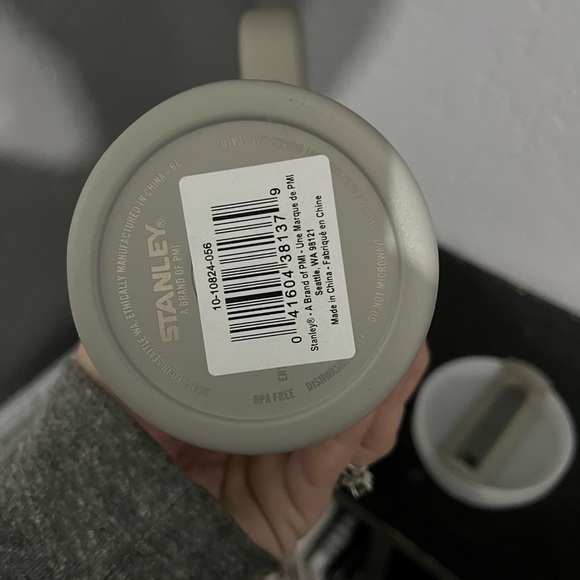 10-10824-056
0 41604 38137 9
Stanley® - A Brand of PMI - Une Marque de PMI
Seattle, WA 98121
Made in China - Fabriqué en Chine
STANLEY®
A BRAND OF PMI
ETHICALLY MANUFACTURED IN CHINA
BPA FREE
DO NOT MICROWAVE